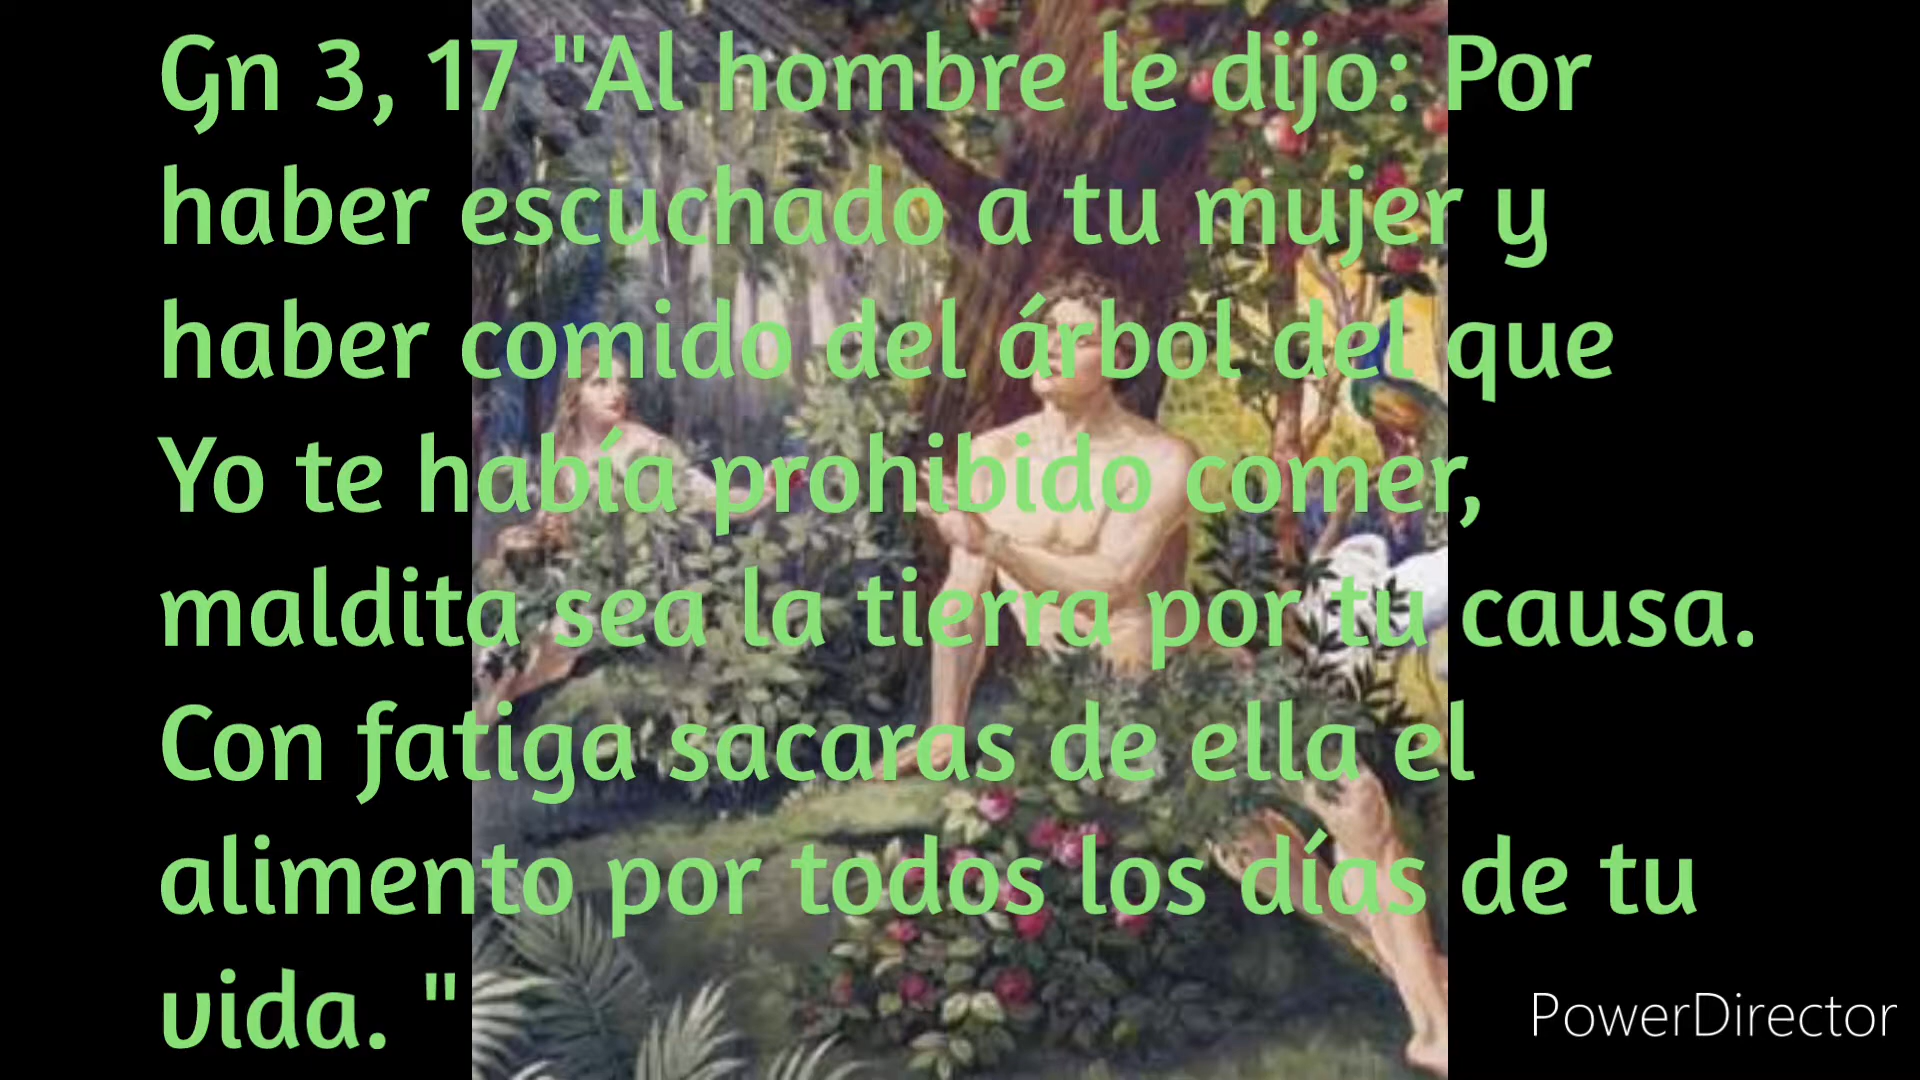 Gn 3, 17 "Al hombre le dijo: Por
haber escuchado a tu mujer y
haber comido del árbol del que
Yo te había prohibido comer,
maldita sea la tierra por tu causa.
Con fatiga sacaras de ella el
alimento por todos los días de tu
vida. "
PowerDirector